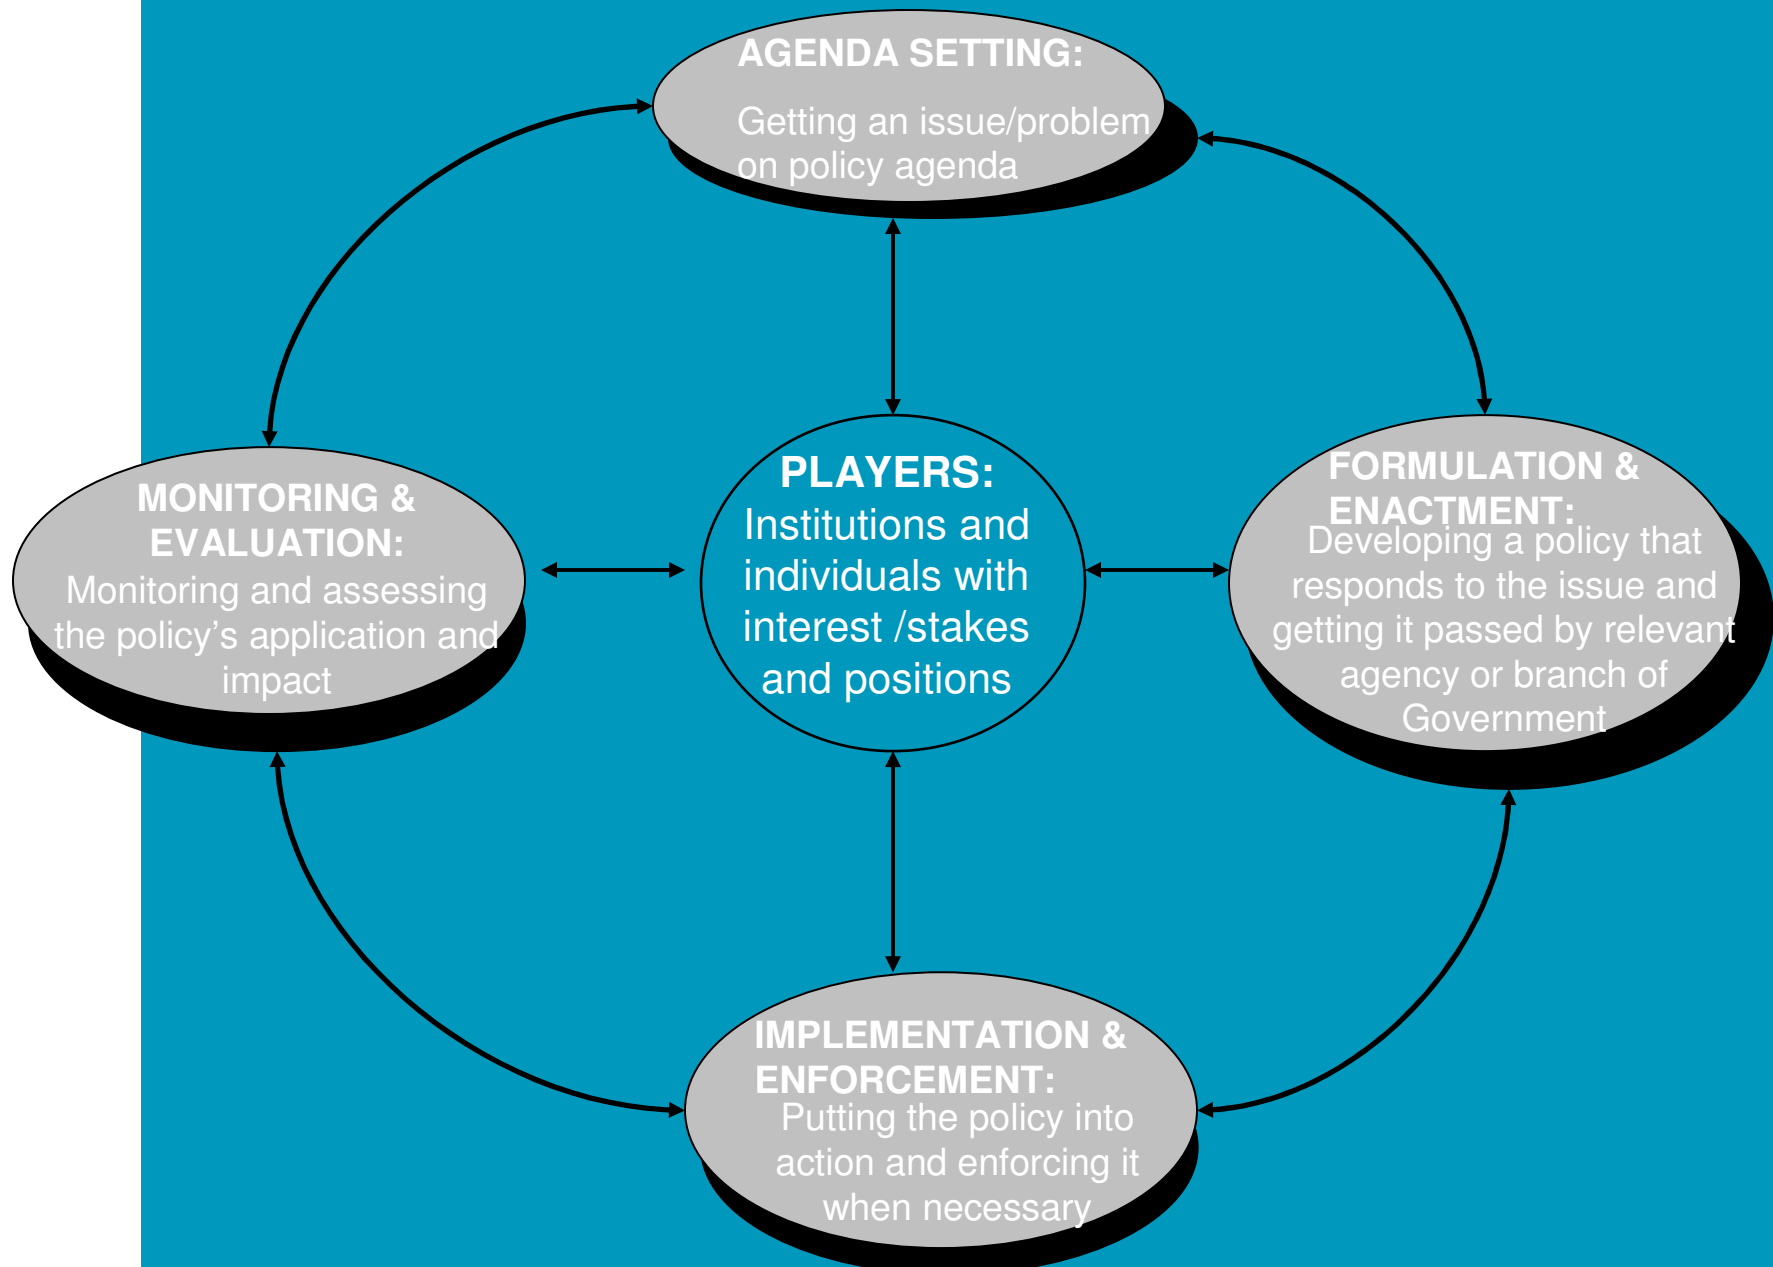 AGENDA SETTING:
Getting an issue/problem
on policy agenda
MONITORING &
EVALUATION:
Monitoring and assessing
the policy’s application and
impact
PLAYERS:
Institutions and
individuals with
interest /stakes
and positions
FORMULATION &
ENACTMENT:
Developing a policy that
responds to the issue and
getting it passed by relevant
agency or branch of
Government
IMPLEMENTATION &
ENFORCEMENT:
Putting the policy into
action and enforcing it
when necessary